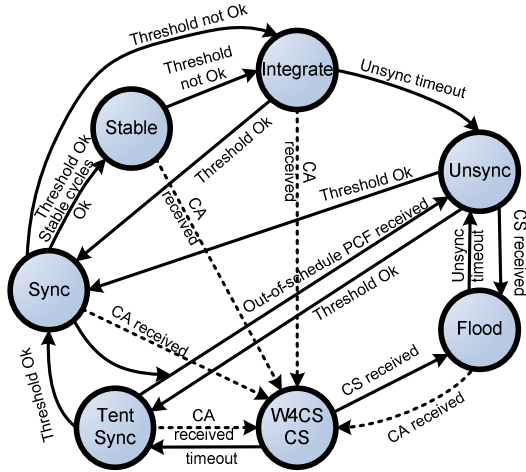 Threshold not Ok
Threshold
not Ok
Integrate
Unsync timeout
Stable
Threshold Ok
Stable cycles
Ok
Threshold Ok
CA
received
CA
received
Unsync
Threshold Ok
Out-of-schedule PCF received
Threshold Ok
Unsync
timeout
CS received
Sync
CA received
Flood
Threshold Ok
Tent
Sync
CA
received
timeout
W4CS
CS
CS received
CA received